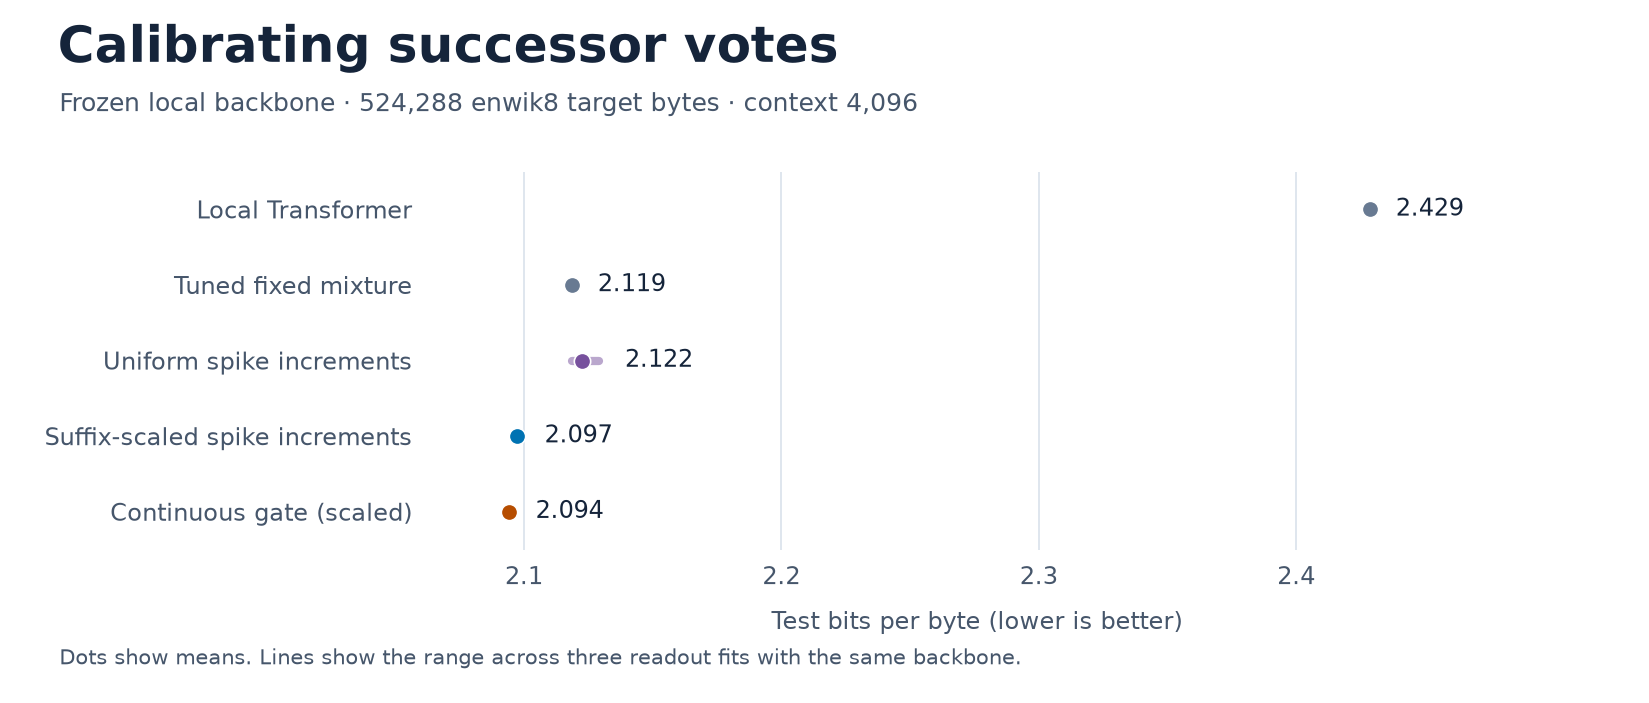 Calibrating successor votes
Frozen local backbone · 524,288 enwik8 target bytes · context 4,096
Local Transformer 2.429
Tuned fixed mixture 2.119
Uniform spike increments 2.122
Suffix-scaled spike increments 2.097
Continuous gate (scaled) 2.094
2.1 2.2 2.3 2.4
Test bits per byte (lower is better)
Dots show means. Lines show the range across three readout fits with the same backbone.